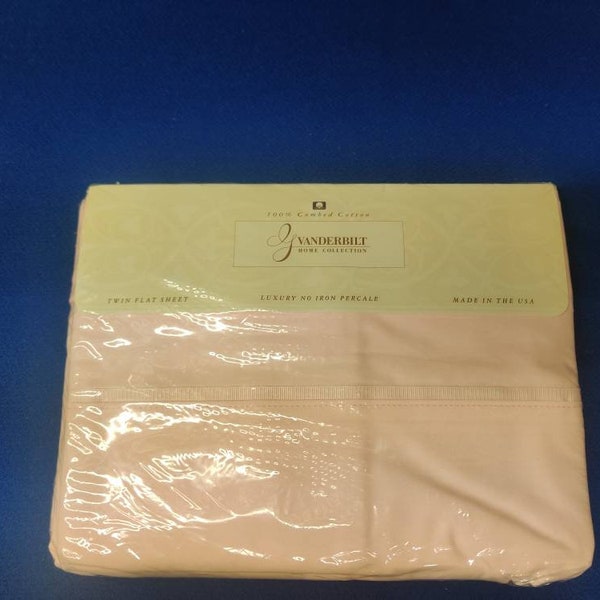 100% Combed Cotton
VANDERBILT
HOME COLLECTION
TWIN FLAT SHEET
LUXURY NO IRON PERCALE
MADE IN THE USA